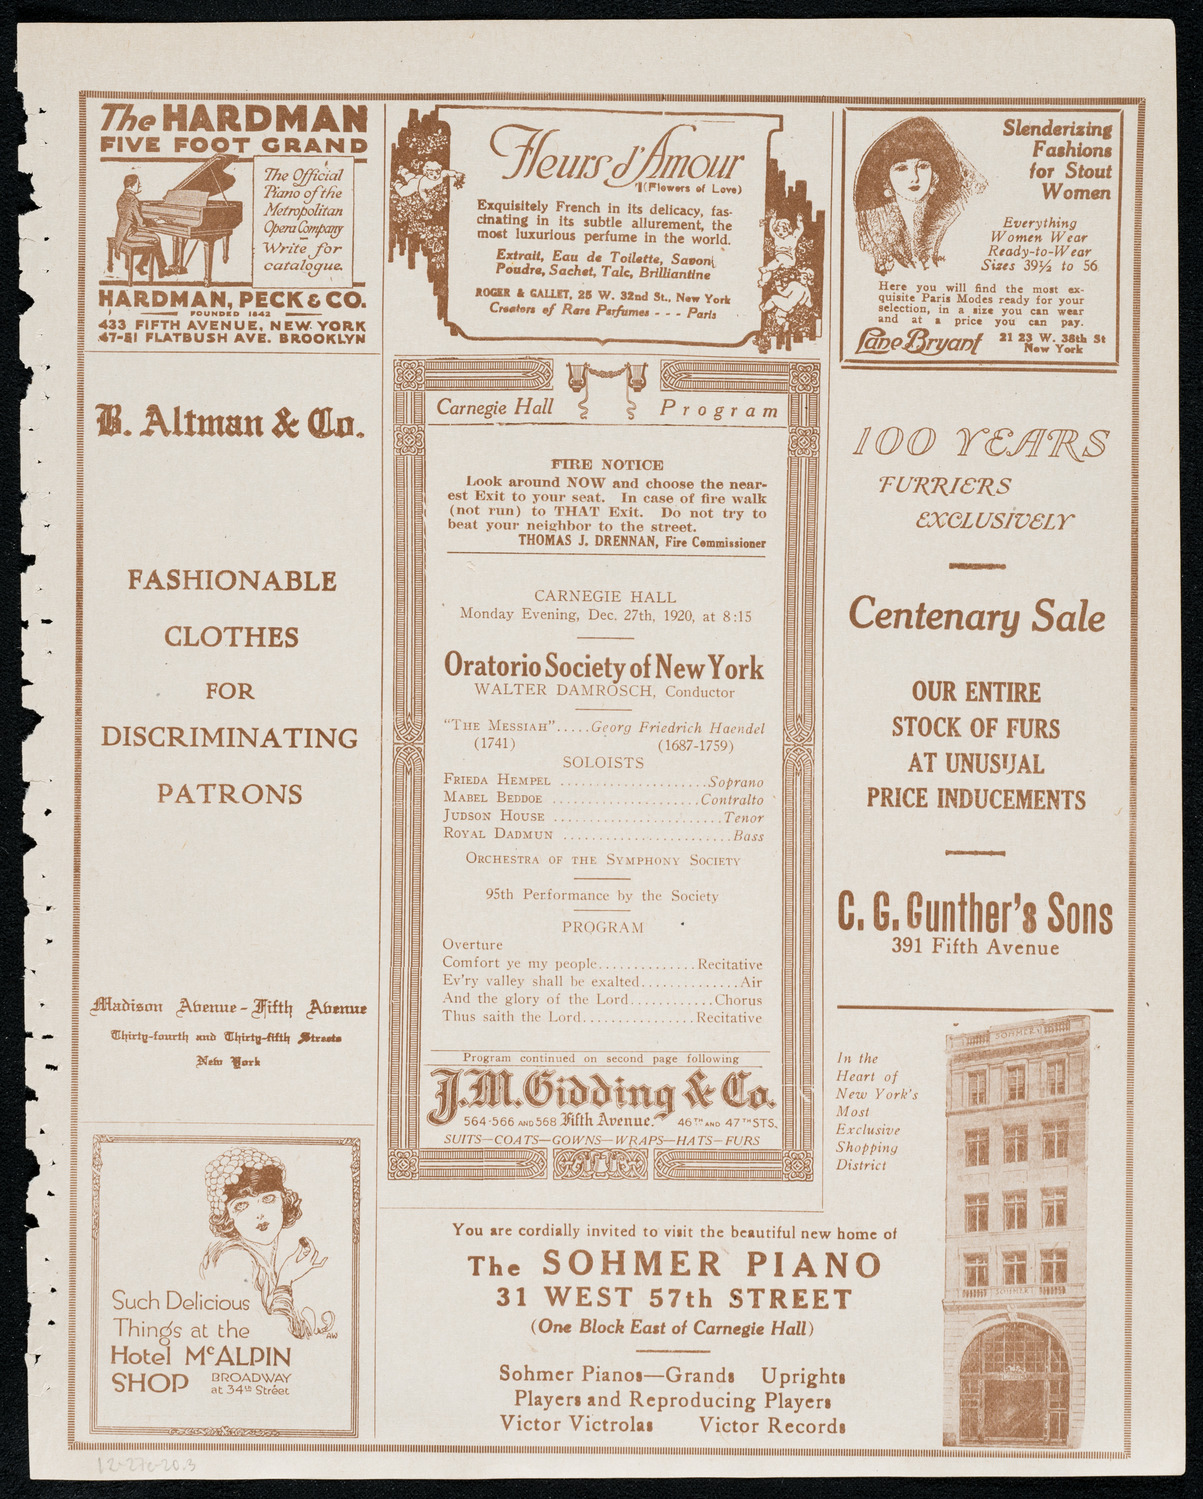 The HARDMAN
FIVE FOOT GRAND
The Official
Piano of the
Metropolitan
Opera Company
Write for
catalogue.
HARDMAN, PECK & CO.
FOUNDED 1842
433 FIFTH AVENUE, NEW YORK
47-51 FLATBUSH AVE. BROOKLYN
Fleurs d'Amour
(Flowers of Love)
Exquisitely French in its delicacy, fas-
cinating in its subtle allurement, the
most luxurious perfume in the world.
Extrait, Eau de Toilette, Savon
Poudre, Sachet, Talc, Brilliantine
ROGER & GALLET, 25 W. 32nd St., New York
Creators of Rare Perfumes - - - Paris
Slenderizing
Fashions
for Stout
Women
Everything
Women Wear
Ready-to-Wear
Sizes 39½ to 56
Here you will find the most ex-
quisite Paris Modes ready for your
selection, in a size you can wear
and at a price you can pay.
Lane Bryant
21 23 W. 38th St
New York
B. Altman & Co.
FASHIONABLE
CLOTHES
FOR
DISCRIMINATING
PATRONS
Madison Avenue - Fifth Avenue
Thirty-fourth and Thirty-fifth Streets
New York
Such Delicious
Things at the
Hotel McALPIN
SHOP BROADWAY
at 34th Street
AW
Carnegie Hall Program
FIRE NOTICE
Look around NOW and choose the near-
est Exit to your seat. In case of fire walk
(not run) to THAT Exit. Do not try to
beat your neighbor to the street.
THOMAS J. DRENNAN, Fire Commissioner
CARNEGIE HALL
Monday Evening, Dec. 27th, 1920, at 8:15
Oratorio Society of New York
WALTER DAMROSCH, Conductor
"THE MESSIAH".....Georg Friedrich Haendel
(1741) (1687-1759)
SOLOISTS
FRIEDA HEMPEL ......................Soprano
MABEL BEDDOE .....................Contralto
JUDSON HOUSE ........................Tenor
ROYAL DADMUN ........................Bass
ORCHESTRA OF THE SYMPHONY SOCIETY
95th Performance by the Society
PROGRAM
Overture
Comfort ye my people..............Recitative
Ev'ry valley shall be exalted..............Air
And the glory of the Lord............Chorus
Thus saith the Lord................Recitative
Program continued on second page following
J. M. Gidding & Co.
564-566 AND 568 Fifth Avenue. 46TH AND 47TH STS.
SUITS—COATS—GOWNS—WRAPS—HATS—FURS
100 YEARS
FURRIERS
EXCLUSIVELY
Centenary Sale
OUR ENTIRE
STOCK OF FURS
AT UNUSUAL
PRICE INDUCEMENTS
C. G. Gunther's Sons
391 Fifth Avenue
In the
Heart of
New York's
Most
Exclusive
Shopping
District
SOHMER
SOHMER
You are cordially invited to visit the beautiful new home of
The SOHMER PIANO
31 WEST 57th STREET
(One Block East of Carnegie Hall)
Sohmer Pianos—Grands Uprights
Players and Reproducing Players
Victor Victrolas Victor Records
12-27e-20.3